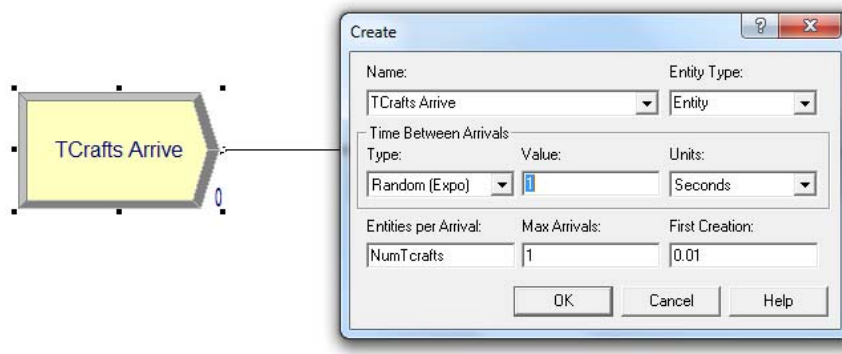 TCrafts Arrive
0
Create
?
Name: Entity Type:
TCrafts Arrive Entity
Time Between Arrivals
Type: Value: Units:
Random (Expo) 1 Seconds
Entities per Arrival: Max Arrivals: First Creation:
NumTcrafts 1 0.01
OK Cancel Help